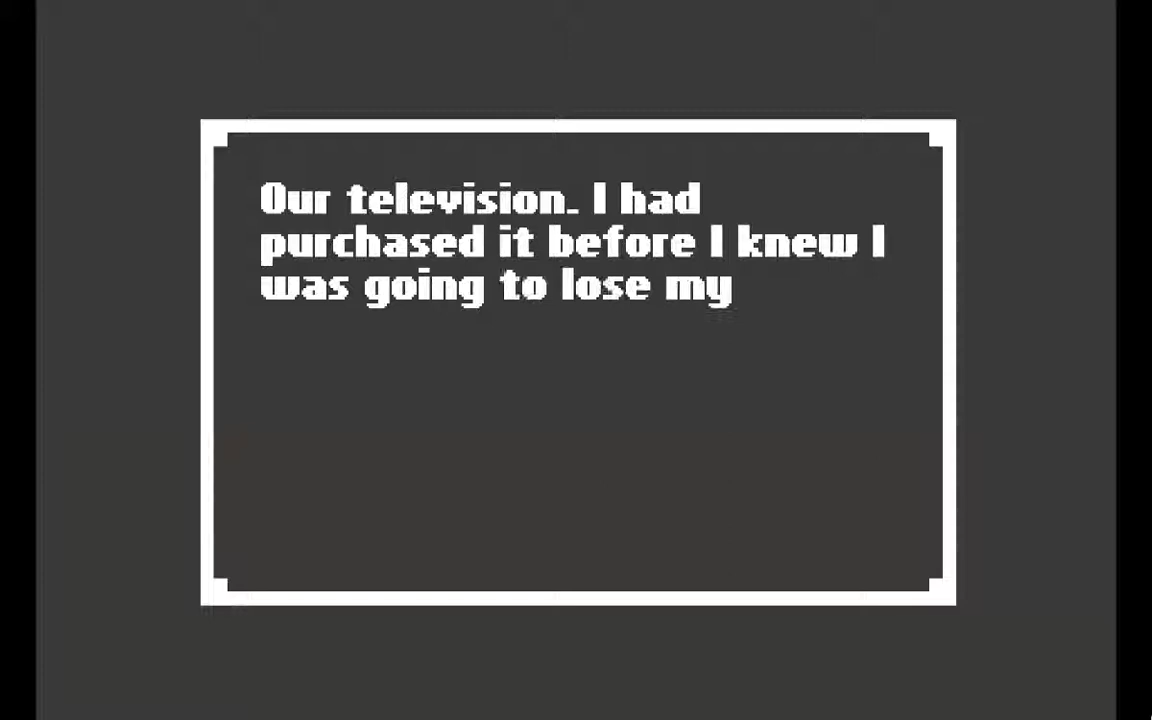 Our television. I had
purchased it before I knew I
was going to lose my